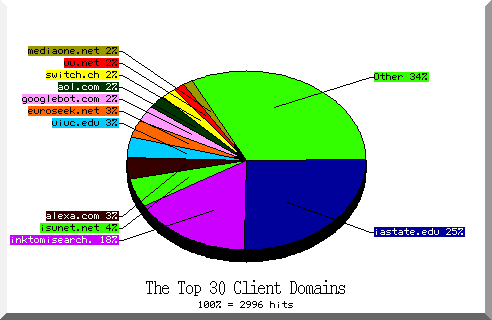 mediaone.net 2%
uu.net 2%
switch.ch 2%
aol.com 2%
googlebot.com 2%
euroseek.net 3%
uiuc.edu 3%
Other 34%
alexa.com 3%
isunet.net 4%
inktomisearch. 18%
iastate.edu 25%
The Top 30 Client Domains
100% = 2996 hits